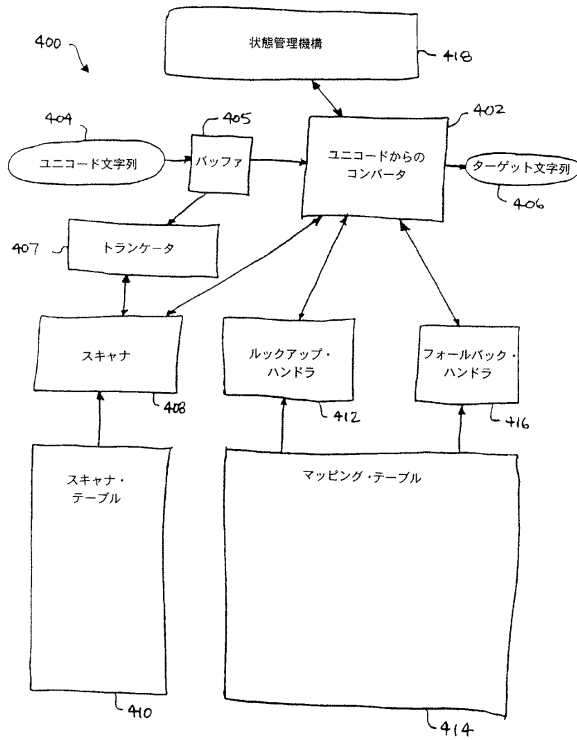 400
状態管理機構
418
404
405
402
ユニコード文字列
バッファ
ユニコードからの
コンバータ
ターゲット文字列
406
407
トランケータ
スキャナ
408
ルックアップ・
ハンドラ
412
フォールバック・
ハンドラ
416
スキャナ・
テーブル
410
マッピング・テーブル
414